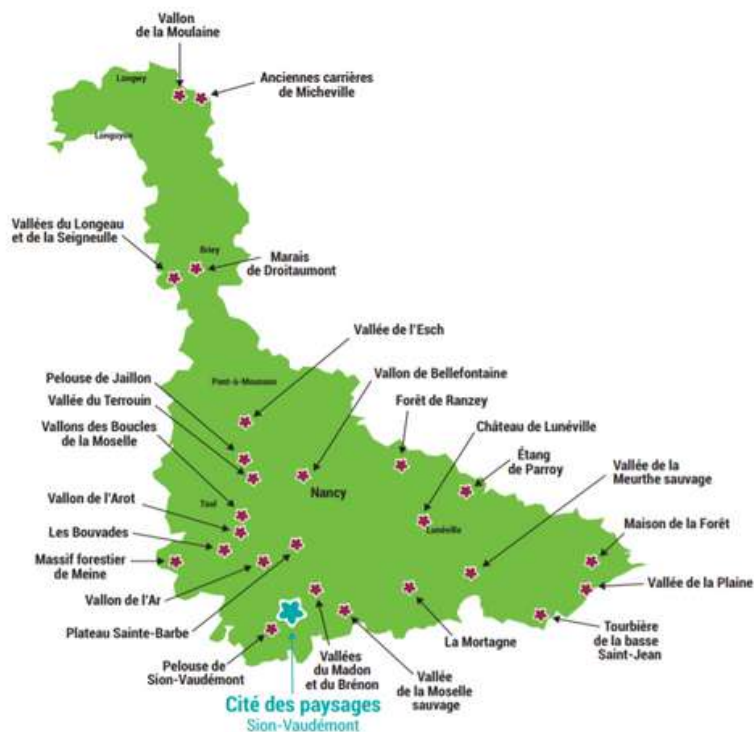 Vallon
de la Moulaine
Longwy
Anciennes carrières
de Micheville
Longuyon
Vallées du Longeau
et de la Seigneulle
Briey
Marais
de Droitaumont
Vallée de l'Esch
Pont-à-Mousson
Pelouse de Jaillon
Vallon de Bellefontaine
Vallée du Terrouin
Forêt de Ranzey
Vallons des Boucles
de la Moselle
Château de Lunéville
Étang
de Parroy
Vallée de la
Meurthe sauvage
Nancy
Vallon de l'Arot
Toul
Lunéville
Maison de la Forêt
Les Bouvades
Massif forestier
de Meine
Vallée de la Plaine
Vallon de l'Ar
Plateau Sainte-Barbe
La Mortagne
Tourbière
de la basse
Saint-Jean
Pelouse de
Sion-Vaudémont
Vallées
du Madon
et du Brénon
Vallée
de la Moselle
sauvage
Cité des paysages
Sion-Vaudémont